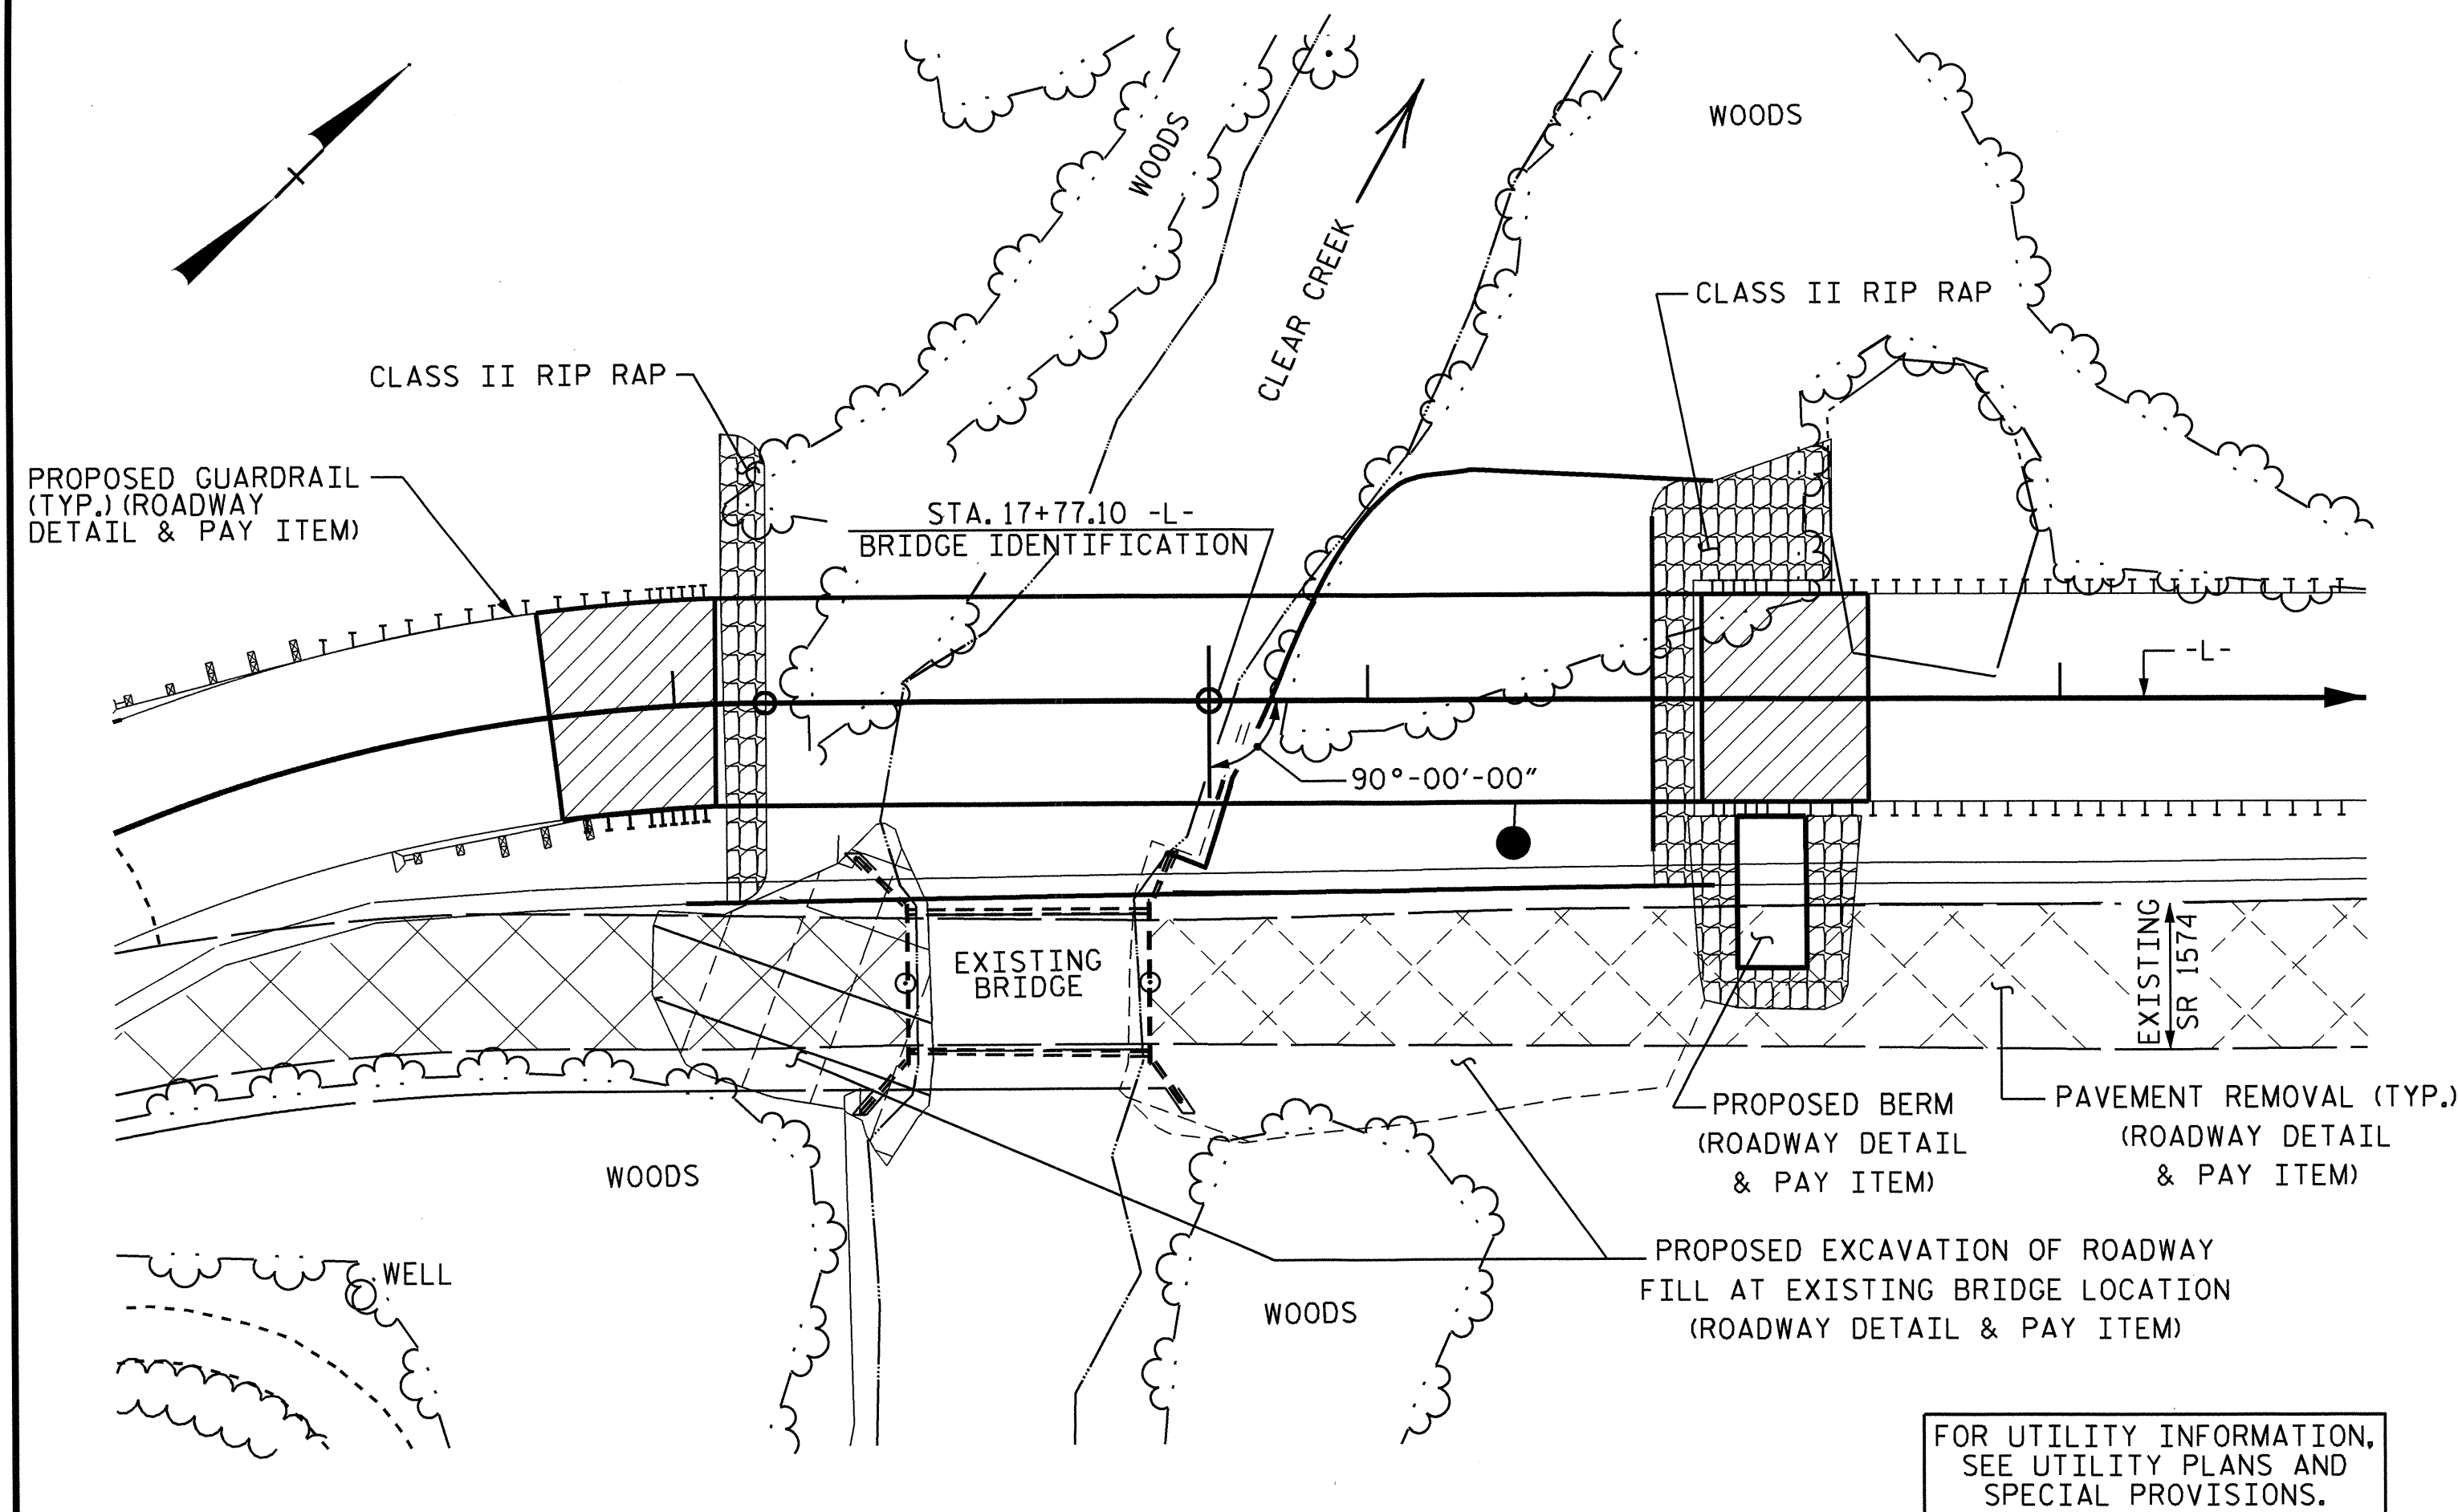 WOODS
WOODS
CLEAR CREEK
CLASS II RIP RAP
CLASS II RIP RAP
PROPOSED GUARDRAIL
(TYP.)(ROADWAY
DETAIL & PAY ITEM)
STA. 17+77.10 -L-
BRIDGE IDENTIFICATION
-L-
90°-00'-00"
EXISTING
BRIDGE
EXISTING
SR 1574
PROPOSED BERM
(ROADWAY DETAIL
& PAY ITEM)
PAVEMENT REMOVAL (TYP.)
(ROADWAY DETAIL
& PAY ITEM)
WOODS
PROPOSED EXCAVATION OF ROADWAY
FILL AT EXISTING BRIDGE LOCATION
(ROADWAY DETAIL & PAY ITEM)
WELL
WOODS
FOR UTILITY INFORMATION,
SEE UTILITY PLANS AND
SPECIAL PROVISIONS.